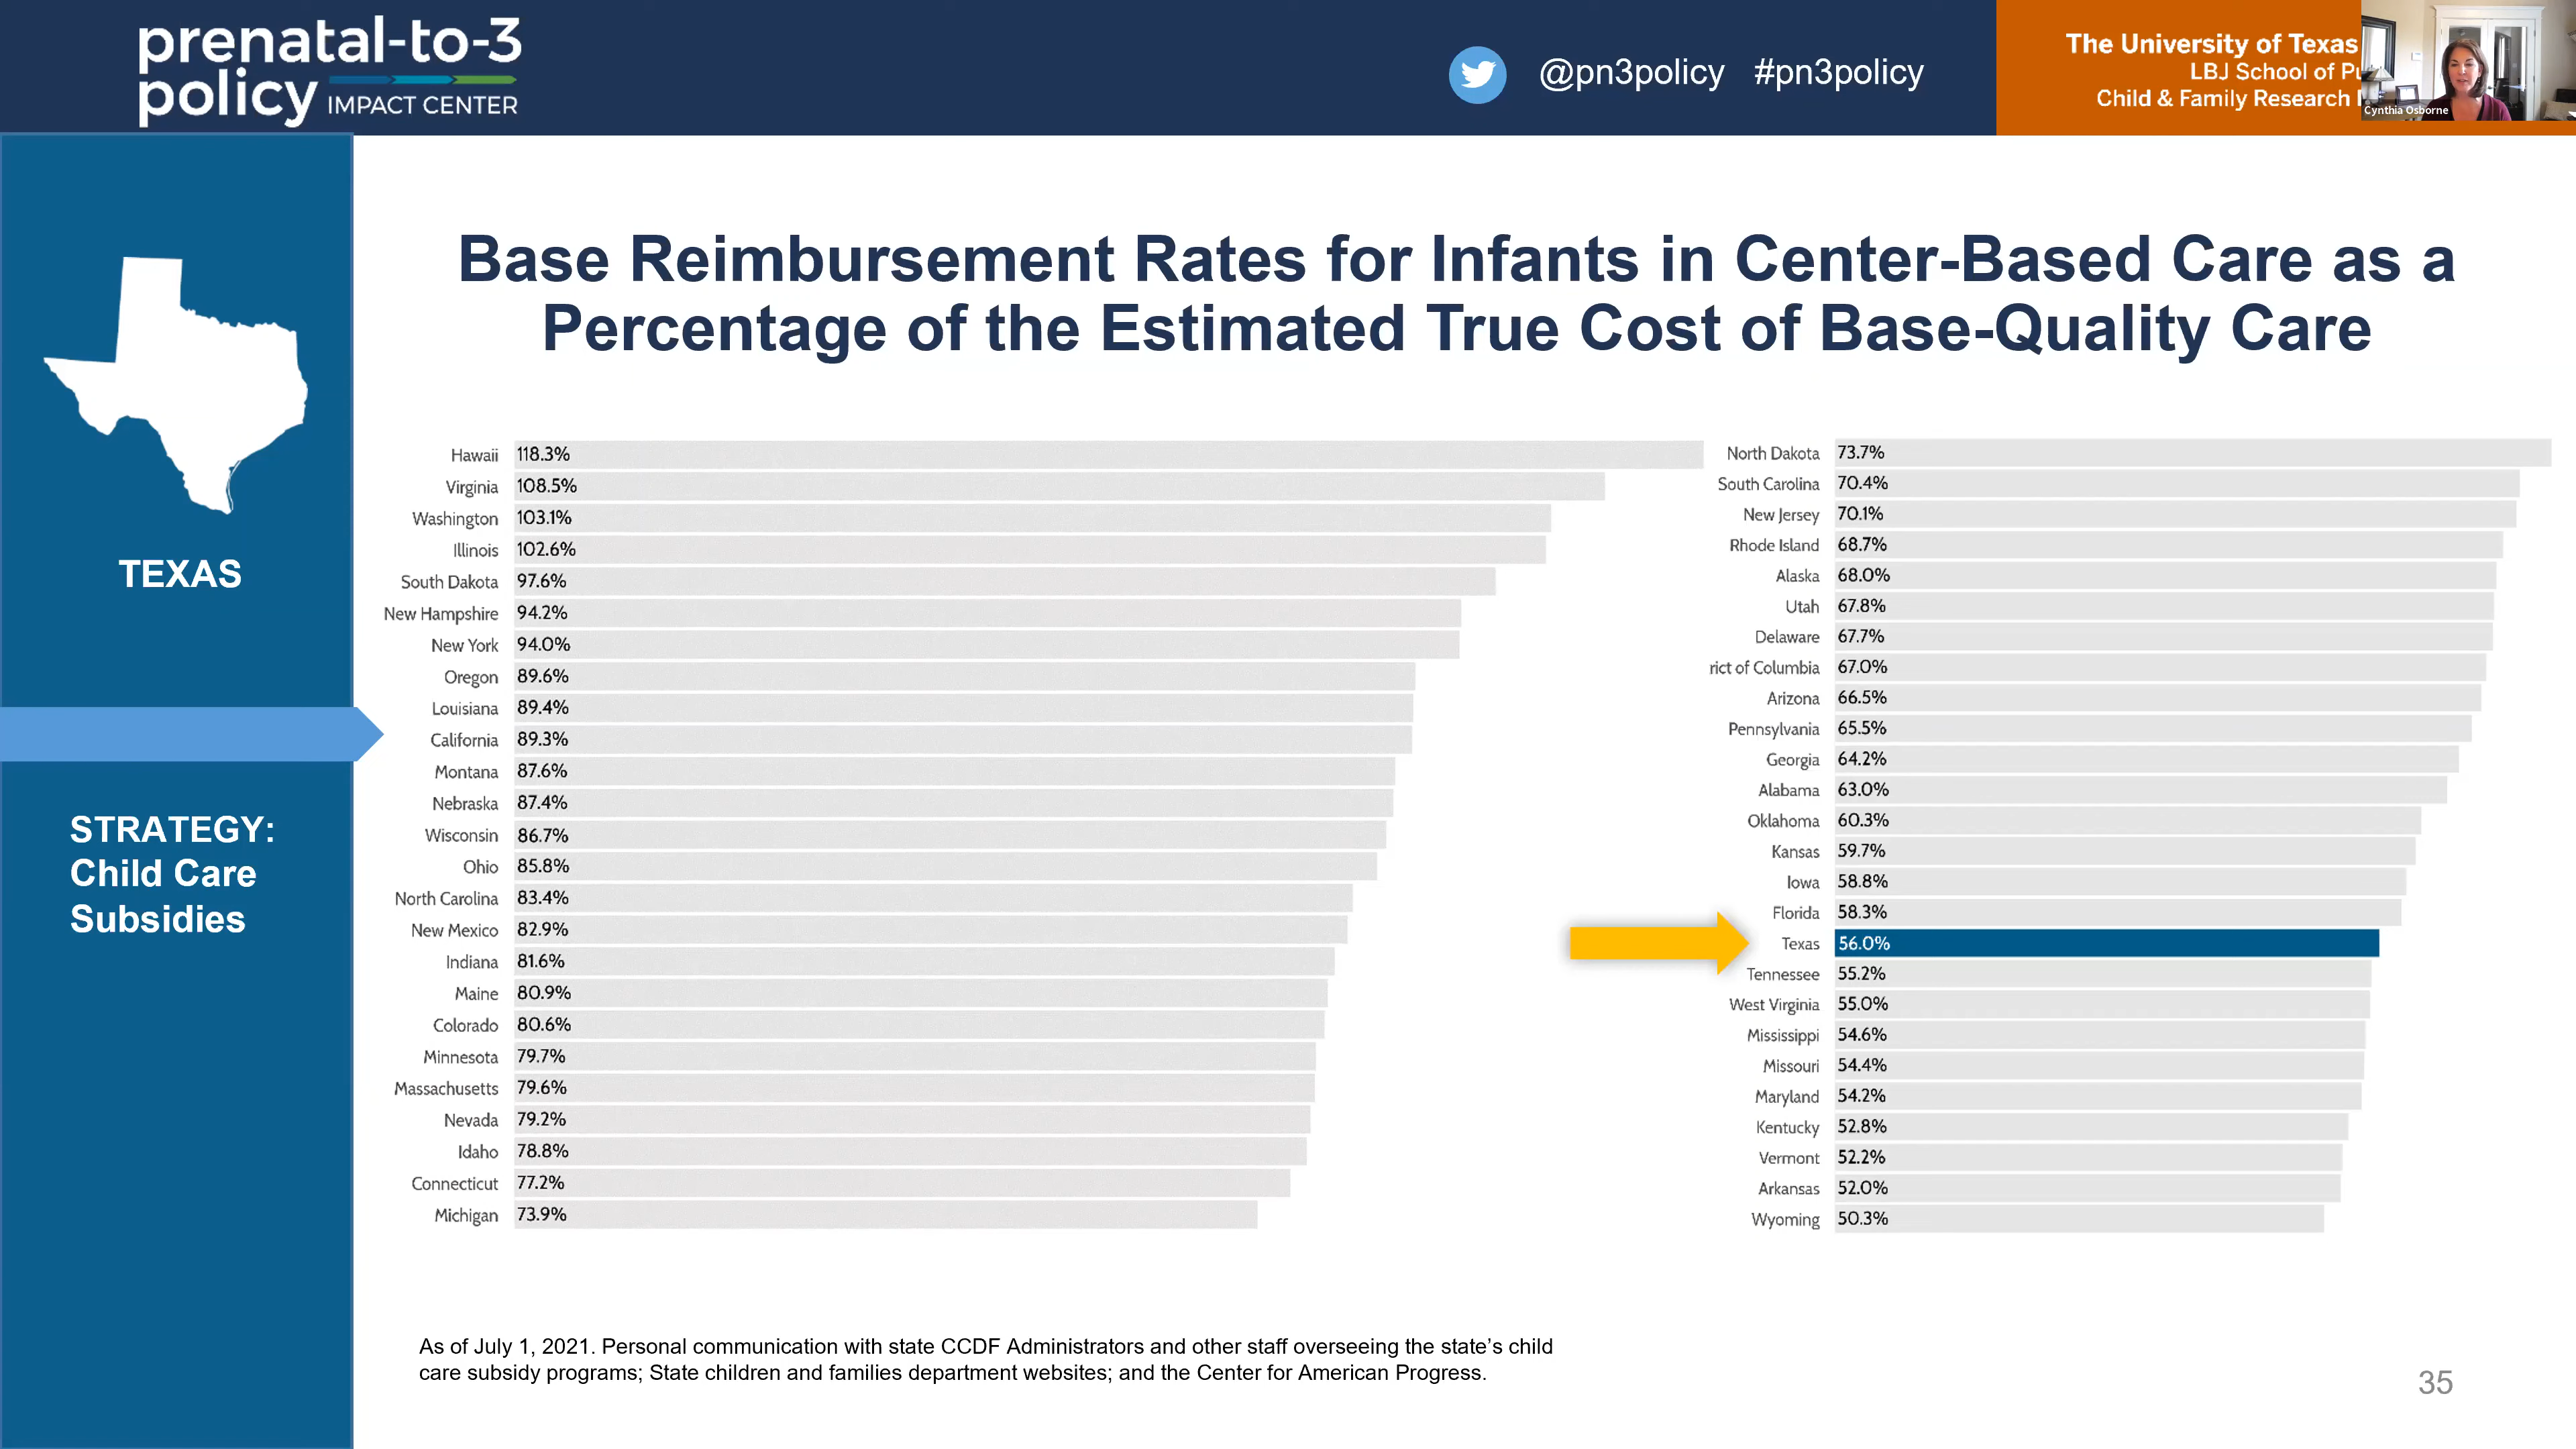 prenatal-to-3
policy IMPACT CENTER
@pn3policy #pn3policy
The University of Texas
LBJ School of
Child & Family Research
Cynthia Osborne
TEXAS
STRATEGY:
Child Care
Subsidies
Base Reimbursement Rates for Infants in Center-Based Care as a
Percentage of the Estimated True Cost of Base-Quality Care
Hawaii 118.3%
Virginia 108.5%
Washington 103.1%
Illinois 102.6%
South Dakota 97.6%
New Hampshire 94.2%
New York 94.0%
Oregon 89.6%
Louisiana 89.4%
California 89.3%
Montana 87.6%
Nebraska 87.4%
Wisconsin 86.7%
Ohio 85.8%
North Carolina 83.4%
New Mexico 82.9%
Indiana 81.6%
Maine 80.9%
Colorado 80.6%
Minnesota 79.7%
Massachusetts 79.6%
Nevada 79.2%
Idaho 78.8%
Connecticut 77.2%
Michigan 73.9%
North Dakota 73.7%
South Carolina 70.4%
New Jersey 70.1%
Rhode Island 68.7%
Alaska 68.0%
Utah 67.8%
Delaware 67.7%
rict of Columbia 67.0%
Arizona 66.5%
Pennsylvania 65.5%
Georgia 64.2%
Alabama 63.0%
Oklahoma 60.3%
Kansas 59.7%
Iowa 58.8%
Florida 58.3%
Texas 56.0%
Tennessee 55.2%
West Virginia 55.0%
Mississippi 54.6%
Missouri 54.4%
Maryland 54.2%
Kentucky 52.8%
Vermont 52.2%
Arkansas 52.0%
Wyoming 50.3%
As of July 1, 2021. Personal communication with state CCDF Administrators and other staff overseeing the state’s child
care subsidy programs; State children and families department websites; and the Center for American Progress.
35